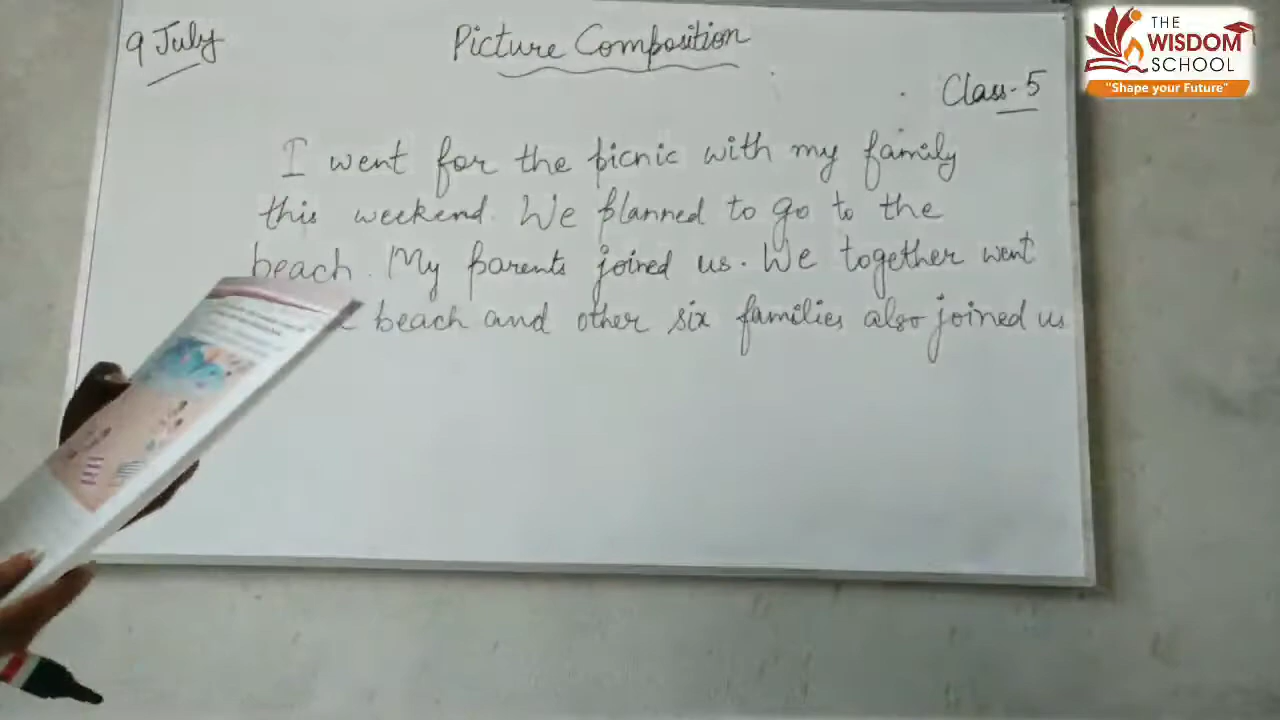 9 July
Picture Composition
Class-5
I went for the picnic with my family
this weekend. We planned to go to the
beach. My parents joined us. We together went
beach and other six families also joined us
THE
WISDOM
SCHOOL
"Shape your Future"